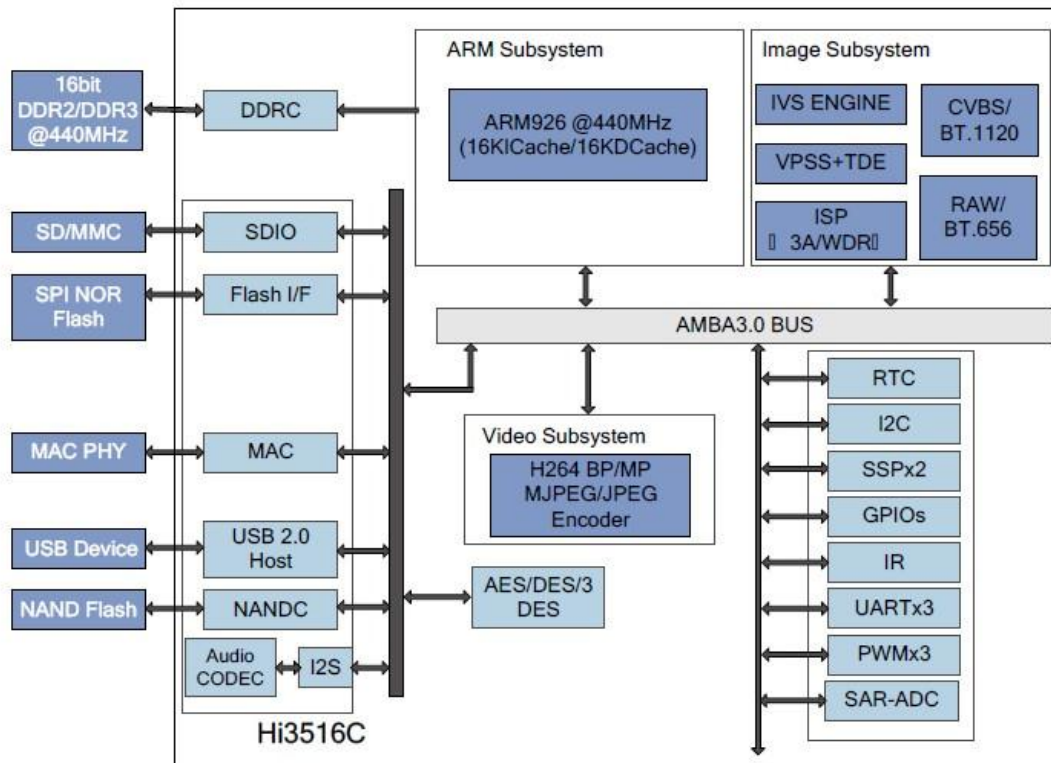 ARM Subsystem
ARM926 @440MHz
(16KICache/16KDCache)
Image Subsystem
IVS ENGINE
VPSS+TDE
ISP
3A/WDR
CVBS/
BT.1120
RAW/
BT.656
16bit
DDR2/DDR3
@440MHz
DDRC
SD/MMC
SDIO
SPI NOR
Flash
Flash I/F
MAC PHY
MAC
USB Device
USB 2.0
Host
NAND Flash
NANDC
Audio
CODEC
I2S
Hi3516C
AMBA3.0 BUS
Video Subsystem
H264 BP/MP
MJPEG/JPEG
Encoder
AES/DES/3
DES
RTC
I2C
SSPx2
GPIOs
IR
UARTx3
PWMx3
SAR-ADC